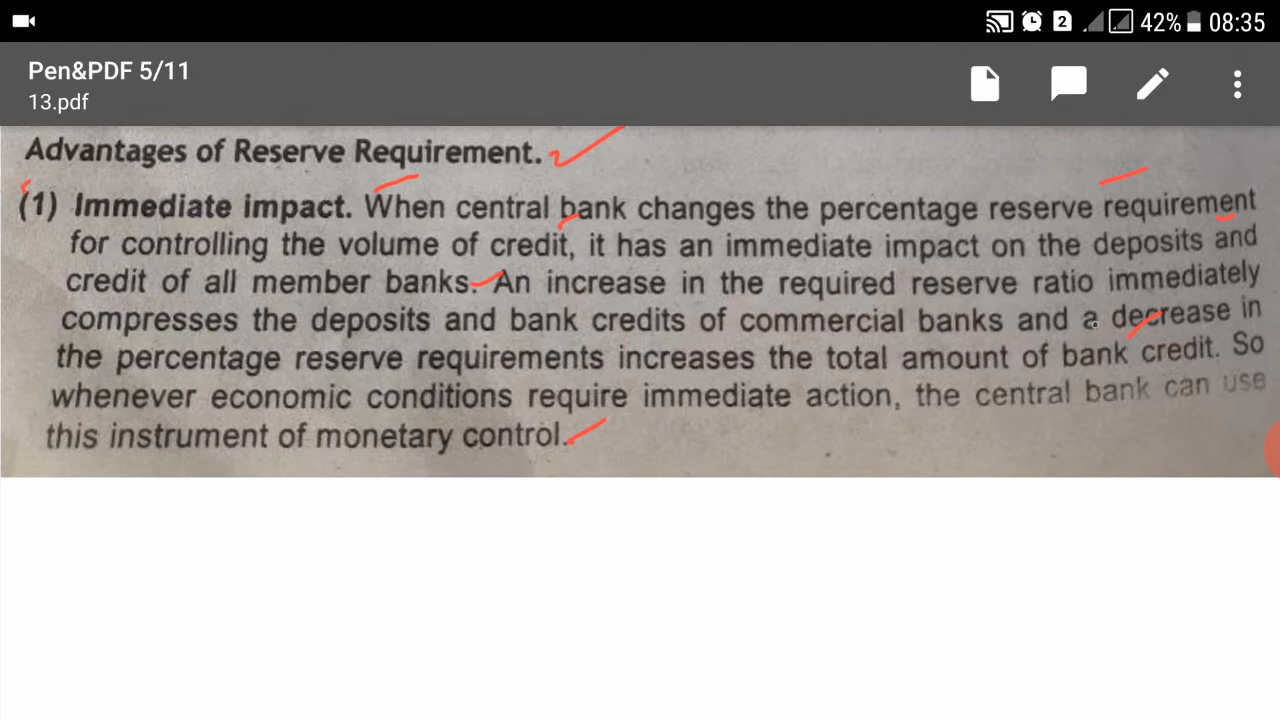 2 42% 08:35
Pen&PDF 5/11
13.pdf
Advantages of Reserve Requirement.
(1) Immediate impact. When central bank changes the percentage reserve requirement
for controlling the volume of credit, it has an immediate impact on the deposits and
credit of all member banks. An increase in the required reserve ratio immediately
compresses the deposits and bank credits of commercial banks and a decrease in
the percentage reserve requirements increases the total amount of bank credit. So
whenever economic conditions require immediate action, the central bank can use
this instrument of monetary control.